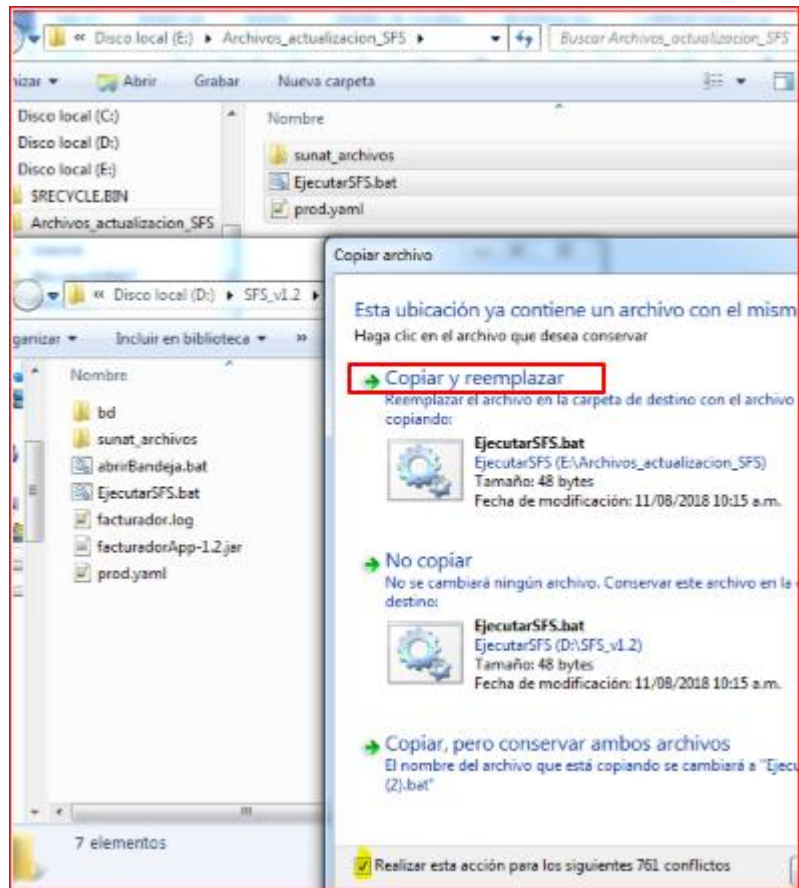 « Disco local (E:) ▸ Archivos_actualizacion_SFS ▸
Buscar Archivos_actualizacion_SFS
nizar ▾ Abrir Grabar Nueva carpeta
Disco local (C:)
Disco local (D:)
Disco local (E:)
$RECYCLE.BIN
Archivos_actualizacion_SFS
Nombre
sunat_archivos
EjecutarSFS.bat
prod.yaml
« Disco local (D:) ▸ SFS_v1.2 ▸
ganizar ▾ Incluir en biblioteca ▾ »
Nombre
bd
sunat_archivos
abrirBandeja.bat
EjecutarSFS.bat
facturador.log
facturadorApp-1.2.jar
prod.yaml
7 elementos
Copiar archivo
Esta ubicación ya contiene un archivo con el mism
Haga clic en el archivo que desea conservar
Copiar y reemplazar
Reemplazar el archivo en la carpeta de destino con el archivo
copiando:
EjecutarSFS.bat
EjecutarSFS (E:\Archivos_actualizacion_SFS)
Tamaño: 48 bytes
Fecha de modificación: 11/08/2018 10:15 a.m.
No copiar
No se cambiará ningún archivo. Conservar este archivo en la
destino:
EjecutarSFS.bat
EjecutarSFS (D:\SFS_v1.2)
Tamaño: 48 bytes
Fecha de modificación: 11/08/2018 10:15 a.m.
Copiar, pero conservar ambos archivos
El nombre del archivo que está copiando se cambiará a "Ejecu
(2).bat"
Realizar esta acción para los siguientes 761 conflictos